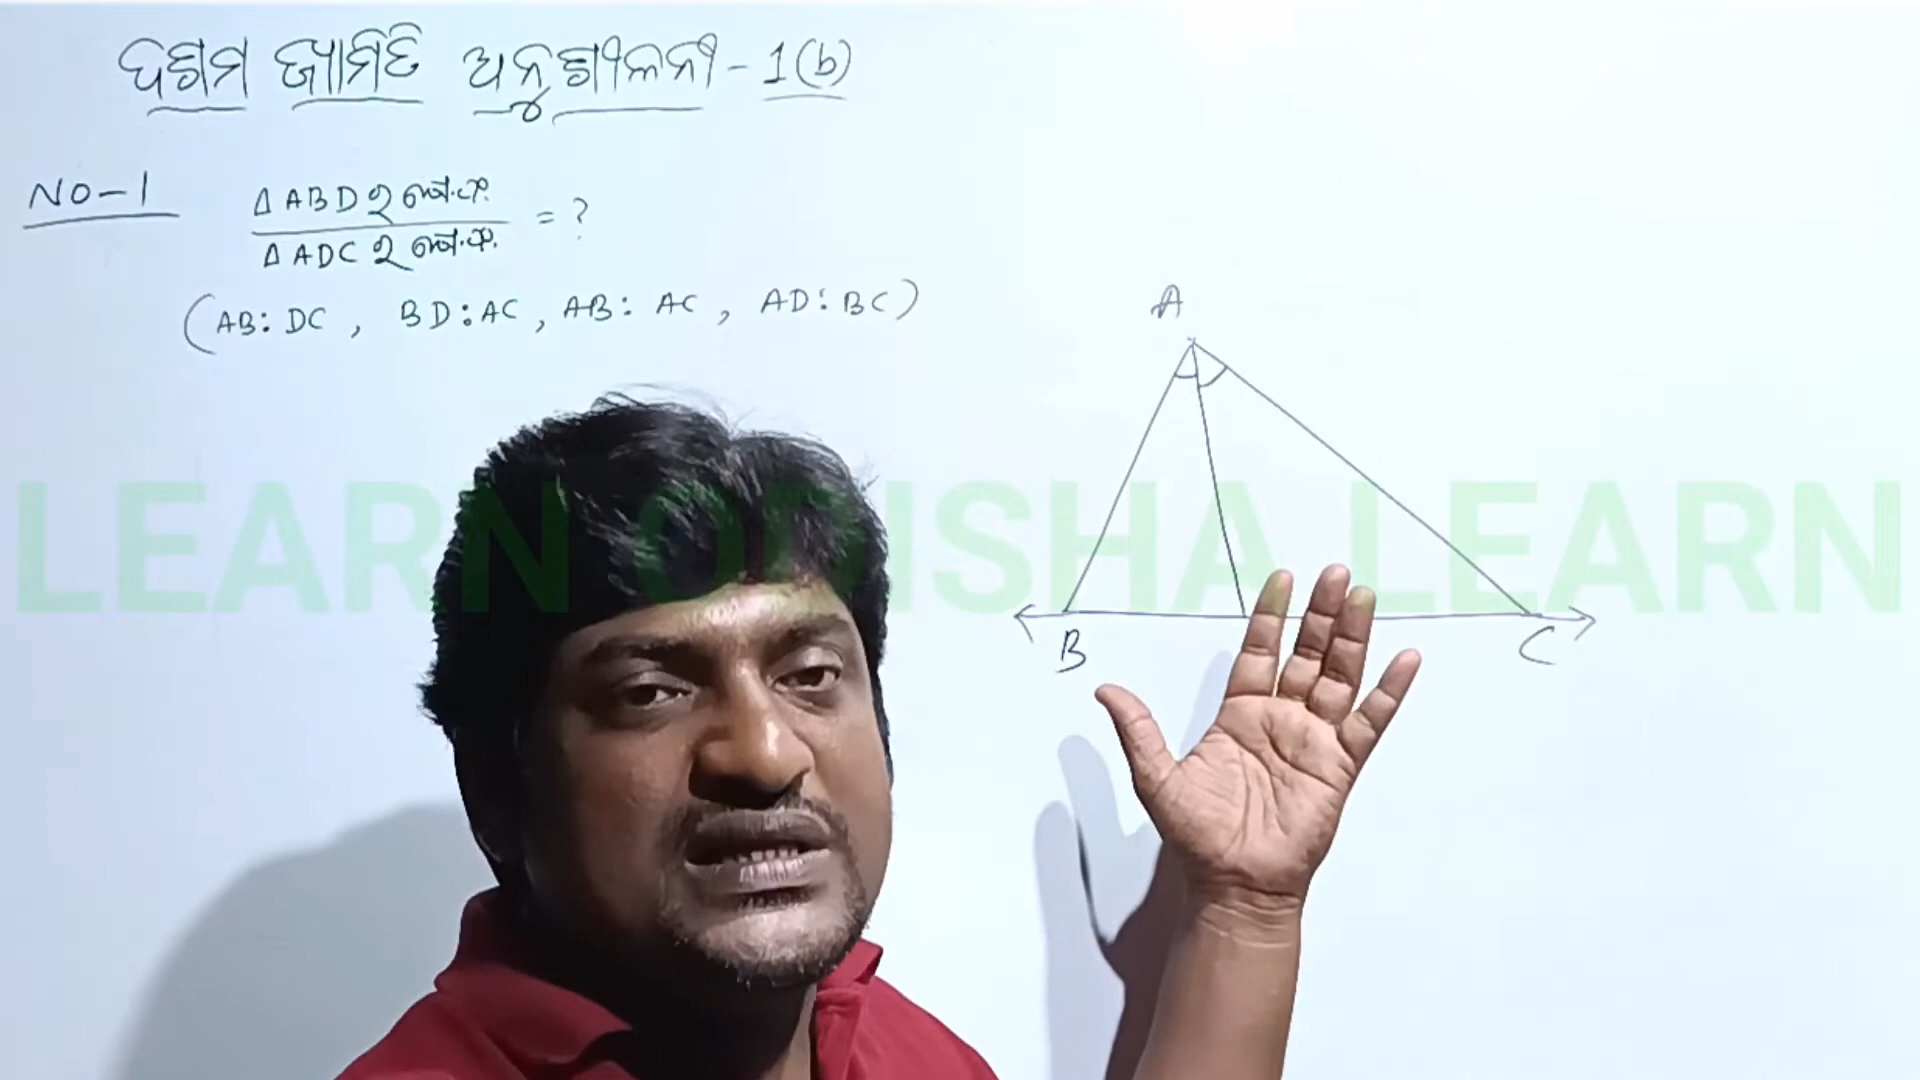 ଦଶମ ଜ୍ୟାମିତି ଅନୁଶୀଳନୀ - 1(b)
NO-1
Δ ABD ର କ୍ଷେ.ଫ.
Δ ADC ର କ୍ଷେ.ଫ.
= ?
(AB: DC , BD:AC, AB: AC , AD:BC)
A
B
C
LEARN ODISHA LEARN